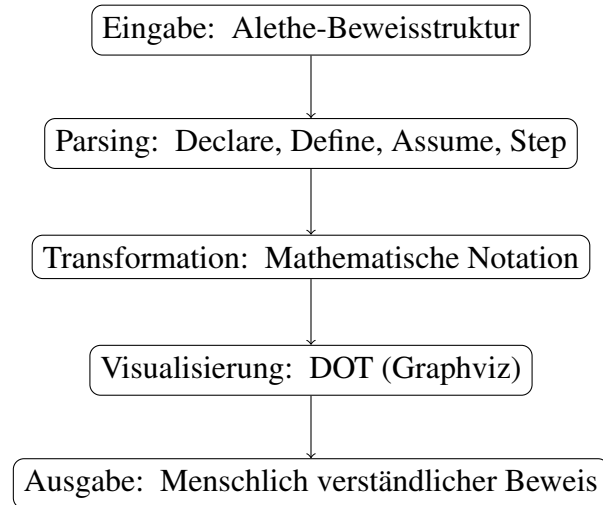 Eingabe: Alethe-Beweisstruktur
Parsing: Declare, Define, Assume, Step
Transformation: Mathematische Notation
Visualisierung: DOT (Graphviz)
Ausgabe: Menschlich verständlicher Beweis